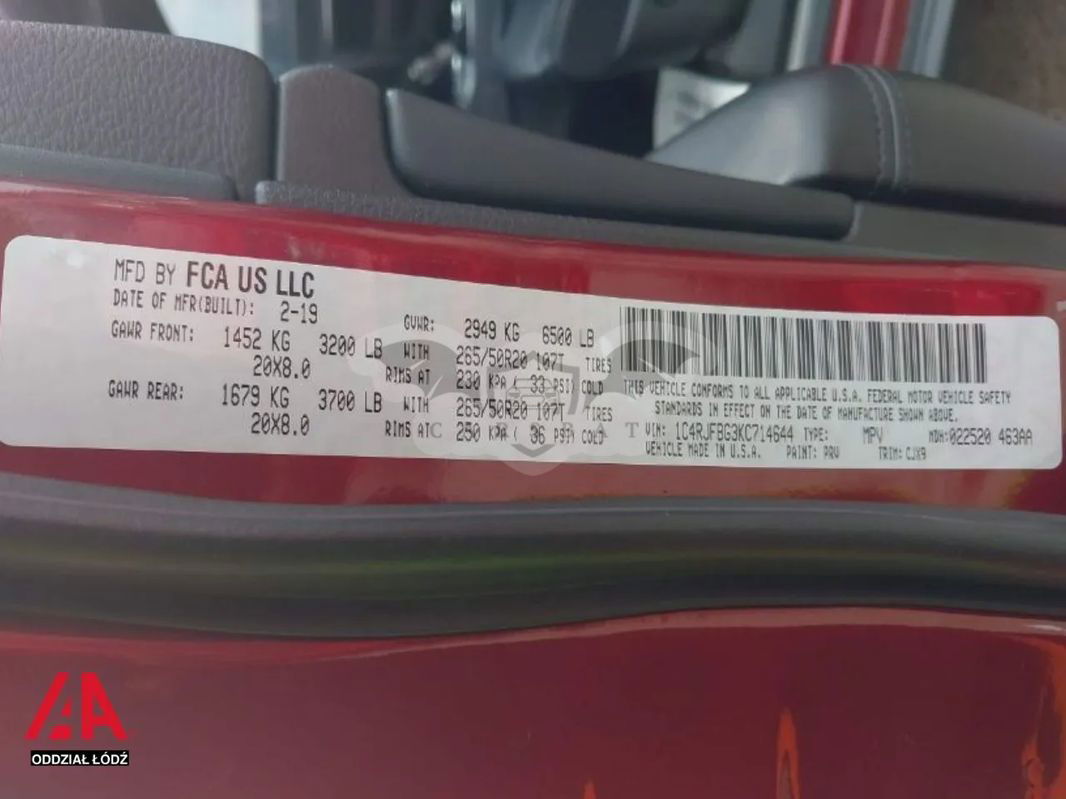 MFD BY FCA US LLC
DATE OF MFR(BUILT): 2-19
GAWR FRONT: 1452 KG 3200 LB
20X8.0
GAWR REAR: 1679 KG 3700 LB
20X8.0
GVWR: 2949 KG 6500 LB
WITH 265/50R20 107T TIRES
RIMS AT 230 KPA ( 33 PSI) COLD
WITH 265/50R20 107T TIRES
RIMS AT 250 KPA ( 36 PSI) COLD
THIS VEHICLE CONFORMS TO ALL APPLICABLE U.S.A. FEDERAL MOTOR VEHICLE SAFETY
STANDARDS IN EFFECT ON THE DATE OF MANUFACTURE SHOWN ABOVE.
VIN: 1C4RJFBG3KC714644 TYPE: MPV MDH:022520 463AA
VEHICLE MADE IN U.S.A. PAINT: PRV TRIM: CJX9
AA
ODDZIAŁ ŁÓDŹ